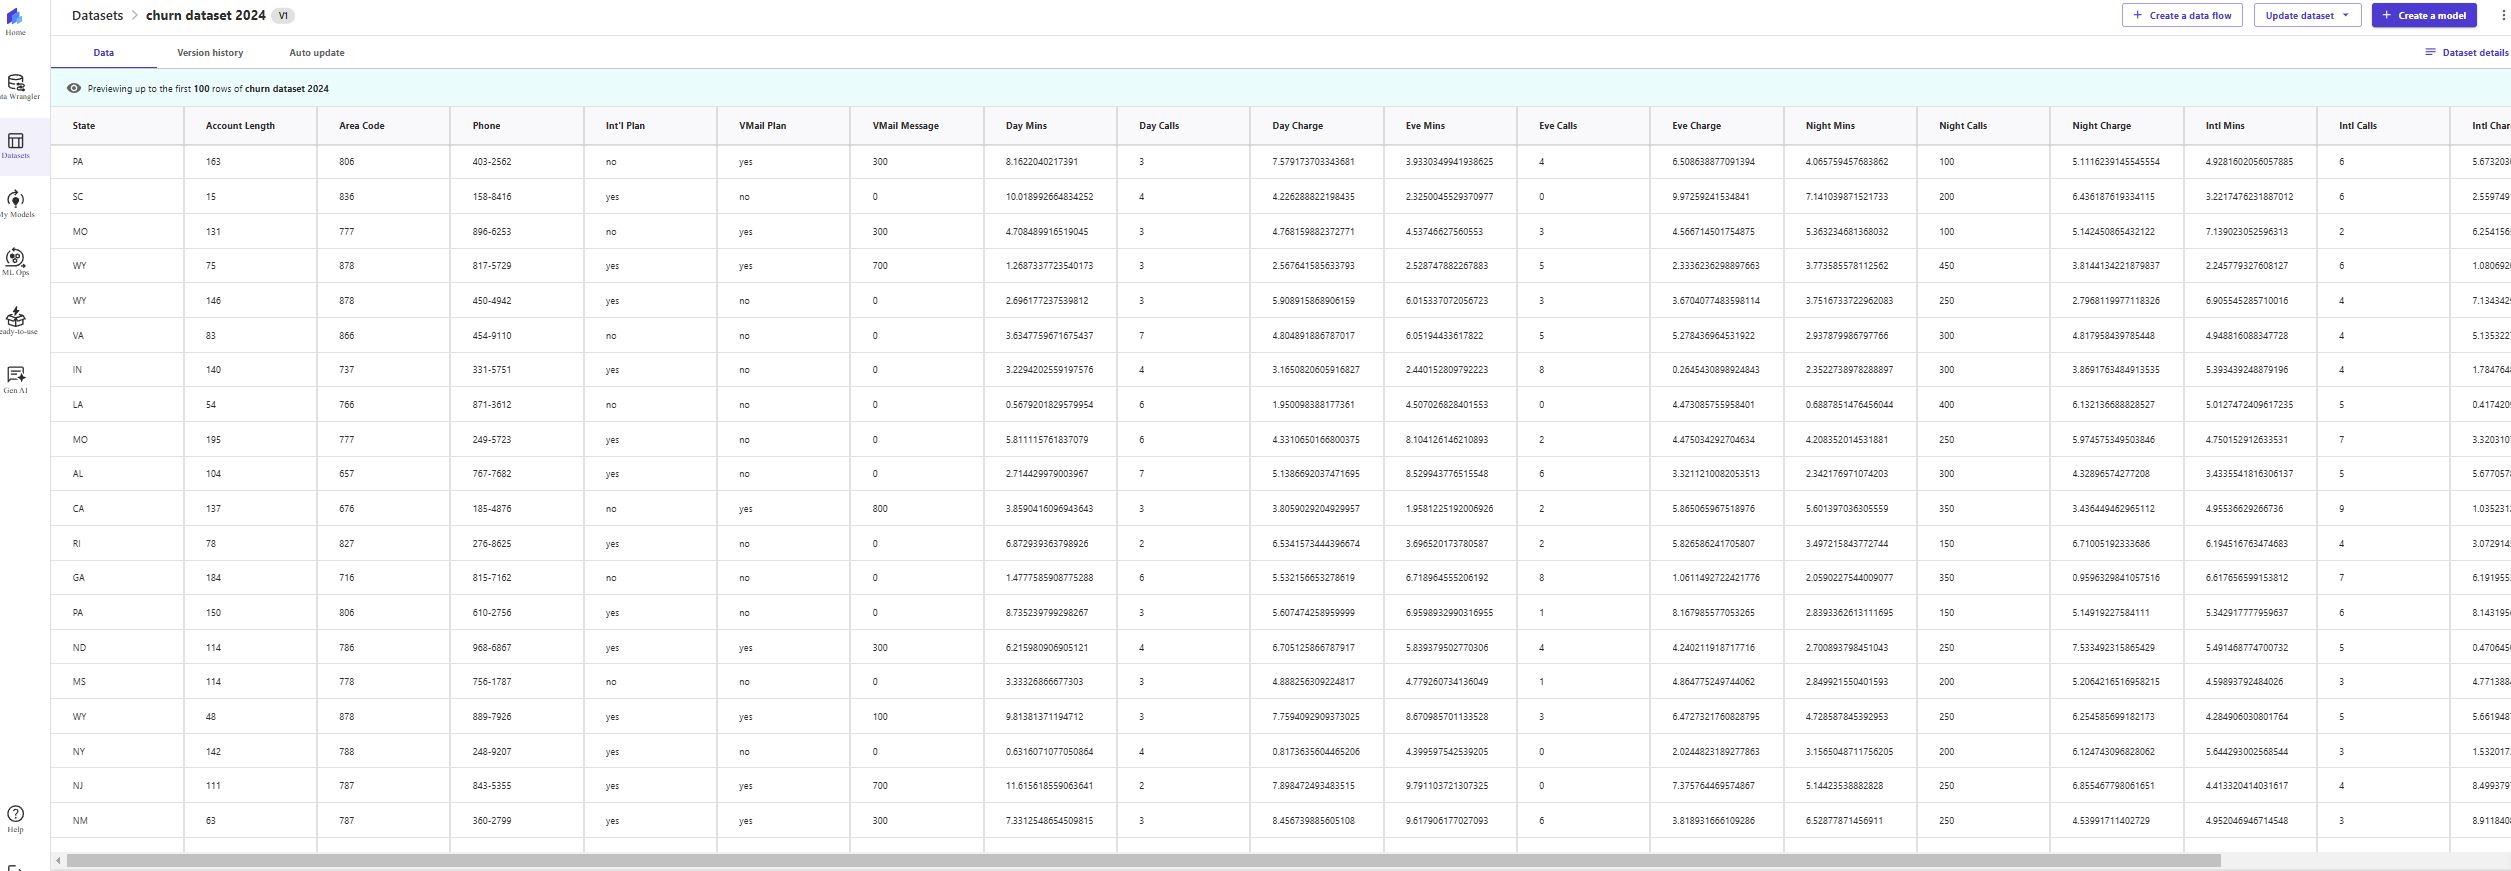 Datasets > churn dataset 2024 V1
+ Create a data flow Update dataset + Create a model
Home
Data Version history Auto update Dataset details
Previewing up to the first 100 rows of churn dataset 2024
ta Wrangler
Datasets
My Models
ML Ops
eady-to-use
Gen AI
Help
State Account Length Area Code Phone Int'l Plan VMail Plan VMail Message Day Mins Day Calls Day Charge Eve Mins Eve Calls Eve Charge Night Mins Night Calls Night Charge Intl Mins Intl Calls Intl Char
PA 163 806 403-2562 no yes 300 8.1622040217391 3 7.579173703343681 3.9330349941938625 4 6.508638877091394 4.065759457683862 100 5.1116239145545554 4.9281602056057885 6 5.673203
SC 15 836 158-8416 yes no 0 10.018992664834252 4 4.226288822198435 2.3250045529370977 0 9.97259241534841 7.141039871521733 200 6.436187619334115 3.2217476231887012 6 2.559749
MO 131 777 896-6253 no yes 300 4.708489916519045 3 4.768159882372771 4.53746627560553 3 4.566714501754875 5.363234681368032 100 5.142450865432122 7.139023052596313 2 6.254156
WY 75 878 817-5729 yes yes 700 1.2687337723540173 3 2.567641585633793 2.528747882267883 5 2.3336236298897663 3.773585578112562 450 3.8144134221879837 2.245779327608127 6 1.080692
WY 146 878 450-4942 yes no 0 2.696177237539812 3 5.908915868906159 6.015337072056723 3 3.6704077483598114 3.7516733722962083 250 2.7968119977118326 6.905545285710016 4 7.134342
VA 83 866 454-9110 no no 0 3.6347759671675437 7 4.804891886787017 6.05194433617822 5 5.278436964531922 2.937879986797766 300 4.817958439785448 4.948816088347728 4 5.135322
IN 140 737 331-5751 yes no 0 3.2294202559197576 4 3.1650820605916827 2.440152809792223 8 0.2645430898924843 2.3522738978288897 300 3.8691763484913535 5.393439248879196 4 1.784764
LA 54 766 871-3612 no no 0 0.5679201829579954 6 1.950098388177361 4.507026828401553 0 4.473085755958401 0.6887851476456044 400 6.132136688828527 5.0127472409617235 5 0.417420
MO 195 777 249-5723 yes no 0 5.811115761837079 6 4.3310650166800375 8.104126146210893 2 4.475034292704634 4.208352014531881 250 5.974575349503846 4.750152912633531 7 3.320310
AL 104 657 767-7682 yes no 0 2.714429979003967 7 5.1386692037471695 8.529943776515548 6 3.3211210082053513 2.342176971074203 300 4.32896574277208 3.4335541816306137 5 5.677057
CA 137 676 185-4876 no yes 800 3.8590416096943643 3 3.8059029204929957 1.9581225192006926 2 5.865065967518976 5.601397036305559 350 3.436449462965112 4.95536629266736 9 1.035231
RI 78 827 276-8625 yes no 0 6.872939363798926 2 6.5341573444396674 3.696520173780587 2 5.826586241705807 3.497215843772744 150 6.71005192333686 6.194516763474683 4 3.072914
GA 184 716 815-7162 no no 0 1.4777585908775288 6 5.532156653278619 6.718964555206192 8 1.0611492722421776 2.0590227544009077 350 0.9596329841057516 6.617656599153812 7 6.191955
PA 150 806 610-2756 yes no 0 8.735239799298267 3 5.607474258959999 6.9598932990316955 1 8.167985577053265 2.8393362613111695 150 5.14919227584111 5.342917777959637 6 8.143195
ND 114 786 968-6867 yes yes 300 6.215980906905121 4 6.705125866787917 5.839379502770306 4 4.240211918717716 2.700893798451043 250 7.533492315865429 5.491468774700732 5 0.470645
MS 114 778 756-1787 no no 0 3.33326866677303 3 4.888256309224817 4.779260734136049 1 4.864775249744062 2.849921550401593 200 5.2064216516958215 4.59893792484026 3 4.771388
WY 48 878 889-7926 yes yes 100 9.81381371194712 3 7.7594092909373025 8.670985701133528 3 6.4727321760828795 4.728587845392953 250 6.254585699182173 4.284906030801764 5 5.661948
NY 142 788 248-9207 yes no 0 0.6316071077050864 4 0.8173635604465206 4.399597542539205 0 2.0244823189277863 3.1565048711756205 200 6.124743096828062 5.644293002568544 3 1.532017
NJ 111 787 843-5355 yes yes 700 11.615618559063641 2 7.898472493483515 9.791103721307325 0 7.375764469574867 5.14423538882828 250 6.855467798061651 4.413320414031617 4 8.499379
NM 63 787 360-2799 yes yes 300 7.3312548654509815 3 8.456739885605108 9.617906177027093 6 3.818931666109286 6.52877871456911 250 4.53991711402729 4.952046946714548 3 8.911840